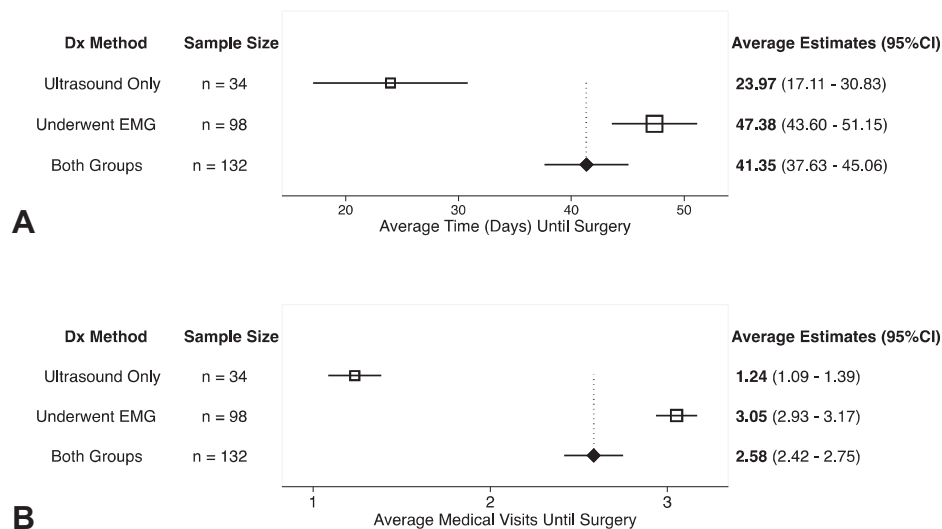 Dx Method Sample Size Average Estimates (95%CI)
Ultrasound Only n = 34 23.97 (17.11 - 30.83)
Underwent EMG n = 98 47.38 (43.60 - 51.15)
Both Groups n = 132 41.35 (37.63 - 45.06)
20 30 40 50
A Average Time (Days) Until Surgery
Dx Method Sample Size Average Estimates (95%CI)
Ultrasound Only n = 34 1.24 (1.09 - 1.39)
Underwent EMG n = 98 3.05 (2.93 - 3.17)
Both Groups n = 132 2.58 (2.42 - 2.75)
1 2 3
B Average Medical Visits Until Surgery